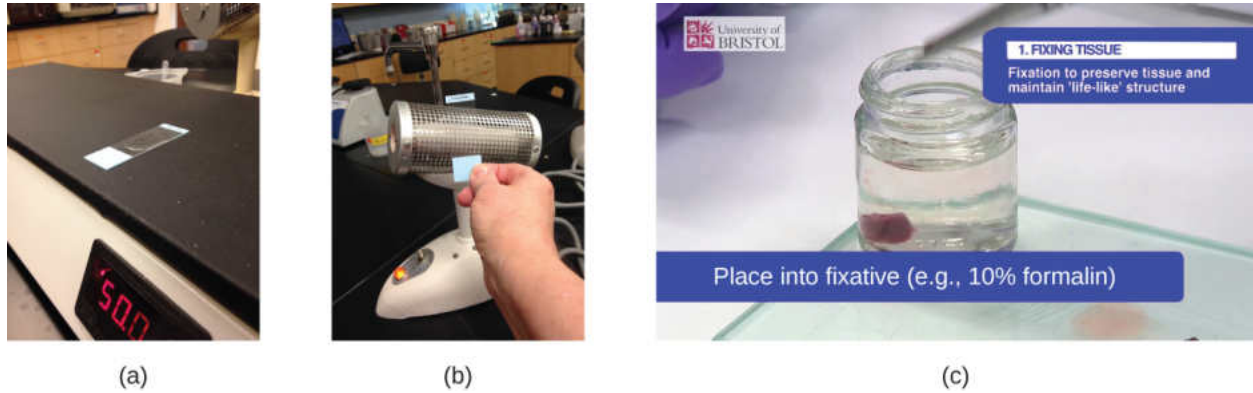 University of
BRISTOL
1. FIXING TISSUE
Fixation to preserve tissue and
maintain 'life-like' structure
50.0
Place into fixative (e.g., 10% formalin)
(a)
(b)
(c)